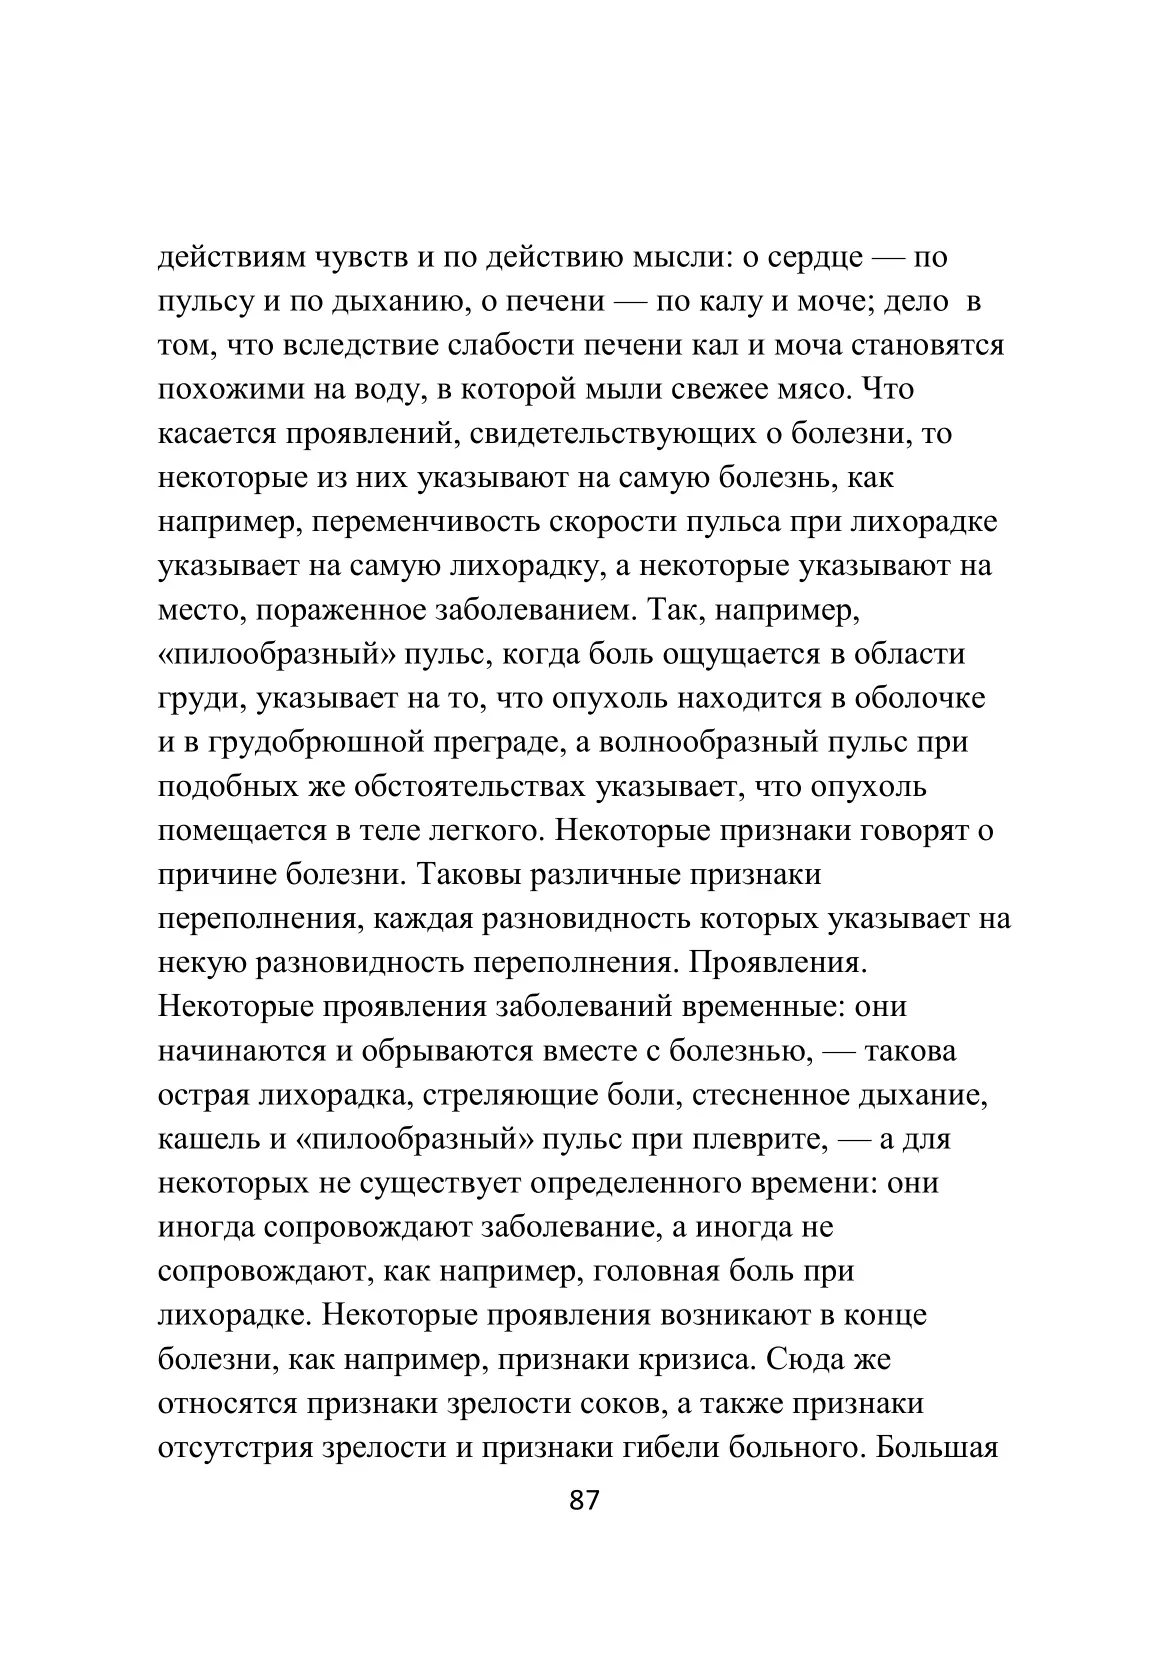 действиям чувств и по действию мысли: о сердце — по
пульсу и по дыханию, о печени — по калу и моче; дело  в
том, что вследствие слабости печени кал и моча становятся
похожими на воду, в которой мыли свежее мясо. Что
касается проявлений, свидетельствующих о болезни, то
некоторые из них указывают на самую болезнь, как
например, переменчивость скорости пульса при лихорадке
указывает на самую лихорадку, а некоторые указывают на
место, пораженное заболеванием. Так, например,
«пилообразный» пульс, когда боль ощущается в области
груди, указывает на то, что опухоль находится в оболочке
и в грудобрюшной преграде, а волнообразный пульс при
подобных же обстоятельствах указывает, что опухоль
помещается в теле легкого. Некоторые признаки говорят о
причине болезни. Таковы различные признаки
переполнения, каждая разновидность которых указывает на
некую разновидность переполнения. Проявления.
Некоторые проявления заболеваний временные: они
начинаются и обрываются вместе с болезнью, — такова
острая лихорадка, стреляющие боли, стесненное дыхание,
кашель и «пилообразный» пульс при плеврите, — а для
некоторых не существует определенного времени: они
иногда сопровождают заболевание, а иногда не
сопровождают, как например, головная боль при
лихорадке. Некоторые проявления возникают в конце
болезни, как например, признаки кризиса. Сюда же
относятся признаки зрелости соков, а также признаки
отсутстрия зрелости и признаки гибели больного. Большая
87